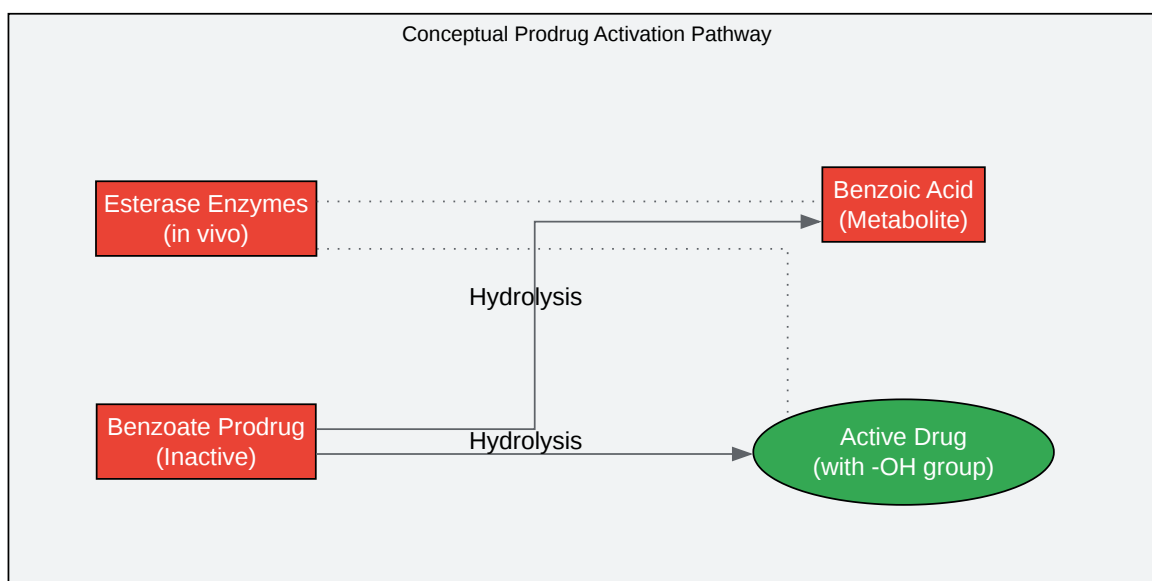 Conceptual Prodrug Activation Pathway
Esterase Enzymes
(in vivo)
Benzoic Acid
(Metabolite)
Hydrolysis
Benzoate Prodrug
(Inactive)
Hydrolysis
Active Drug
(with -OH group)